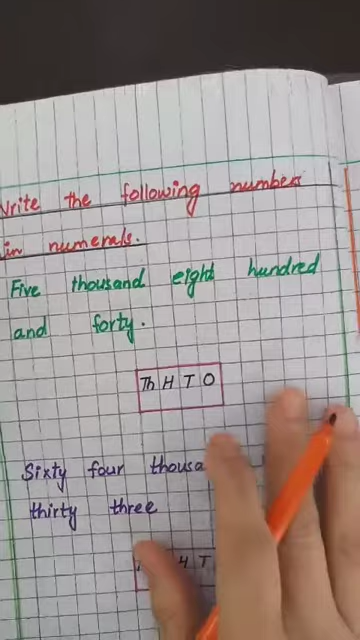 Write the following numbers
in numerals.
Five thousand eight hundred
and forty.
Th H T O
Sixty four thousa
thirty three
H T